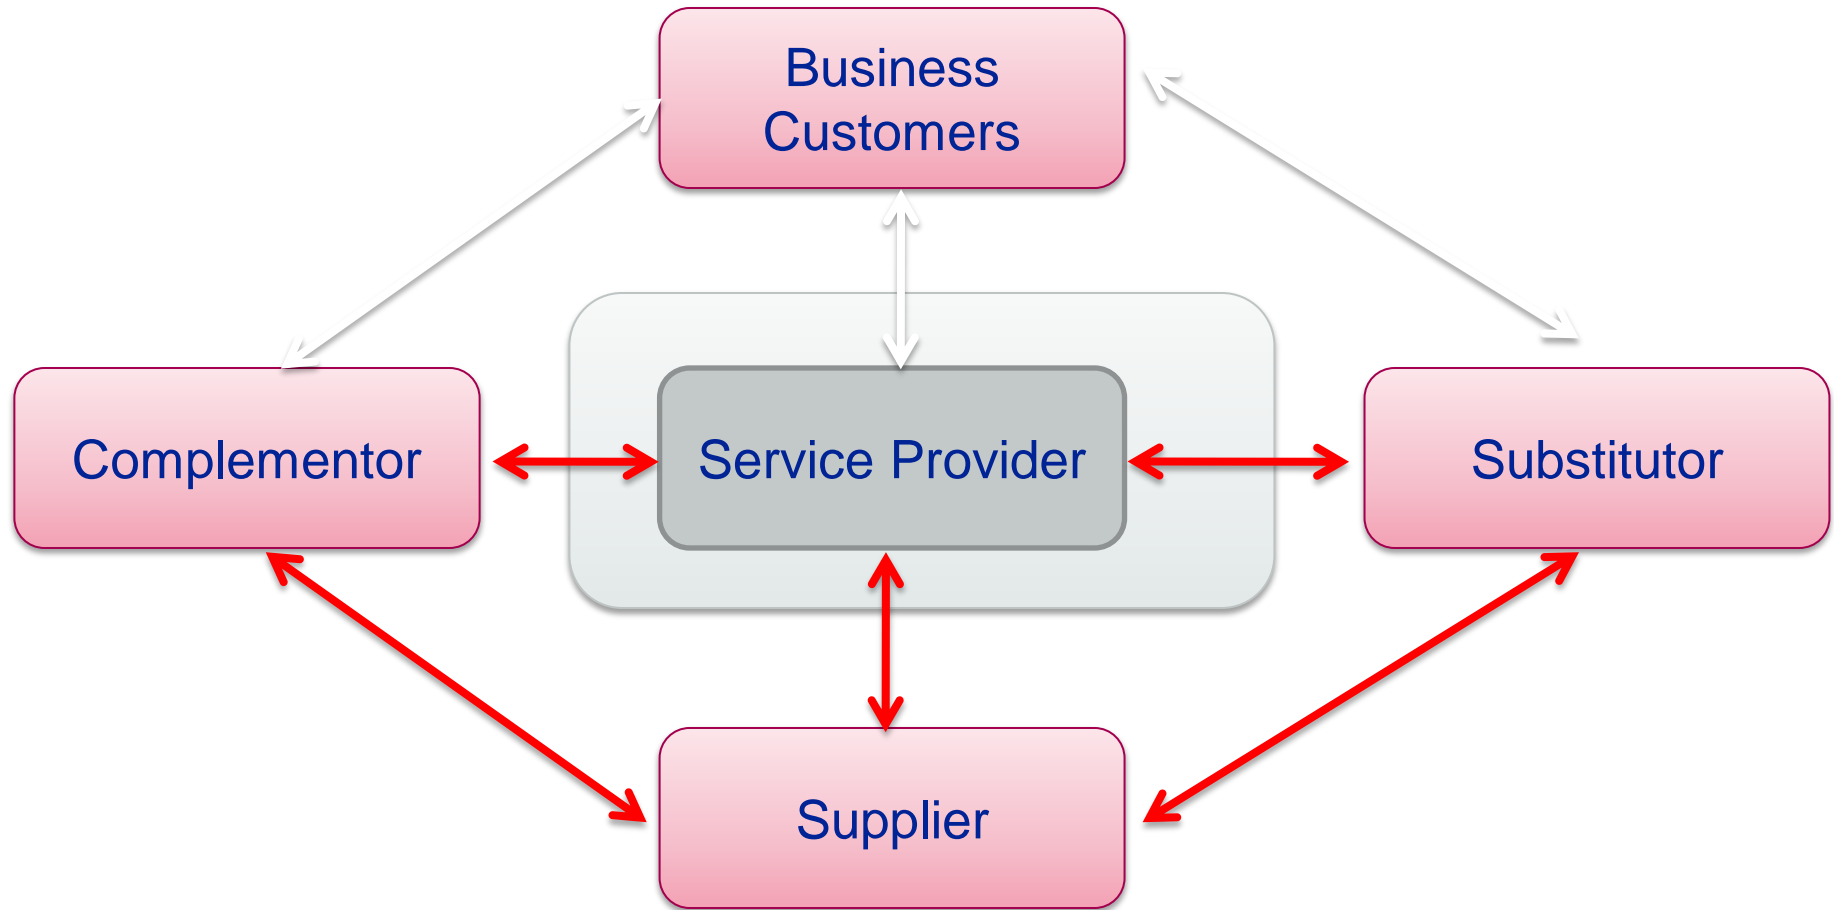 Business
Customers
Complementor
Service Provider
Substitutor
Supplier